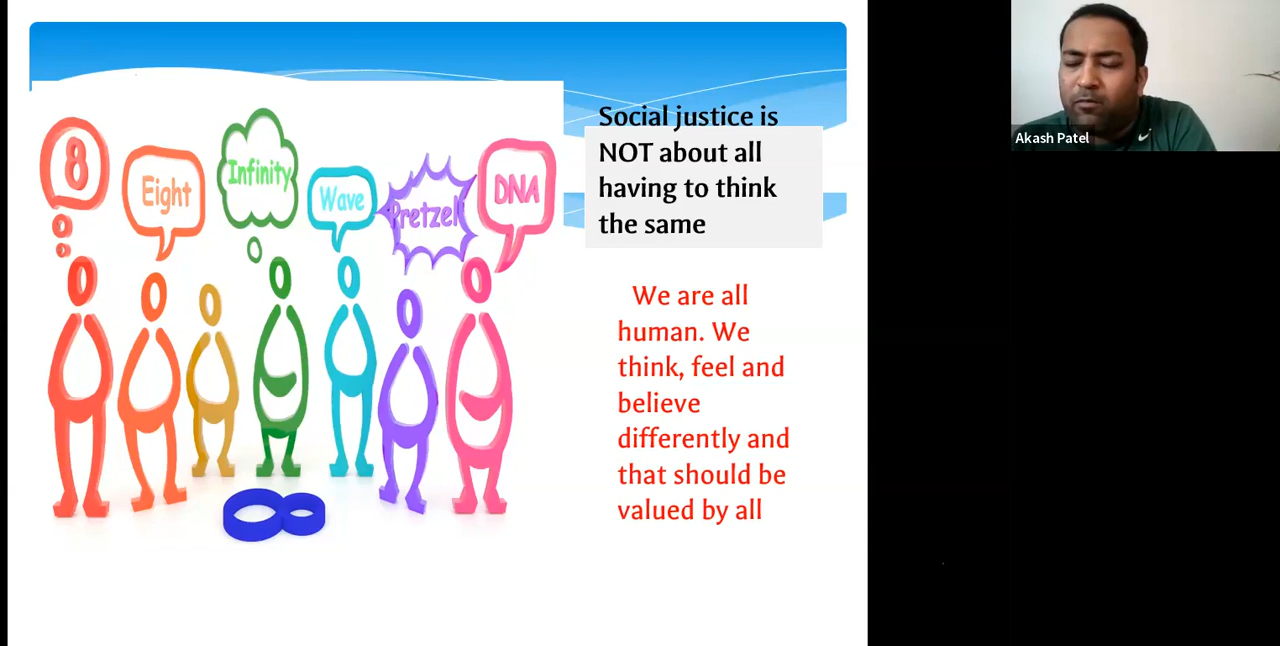 8
Eight
Infinity
Wave
Pretzel
DNA
Social justice is
NOT about all
having to think
the same
We are all
human. We
think, feel and
believe
differently and
that should be
valued by all
Akash Patel